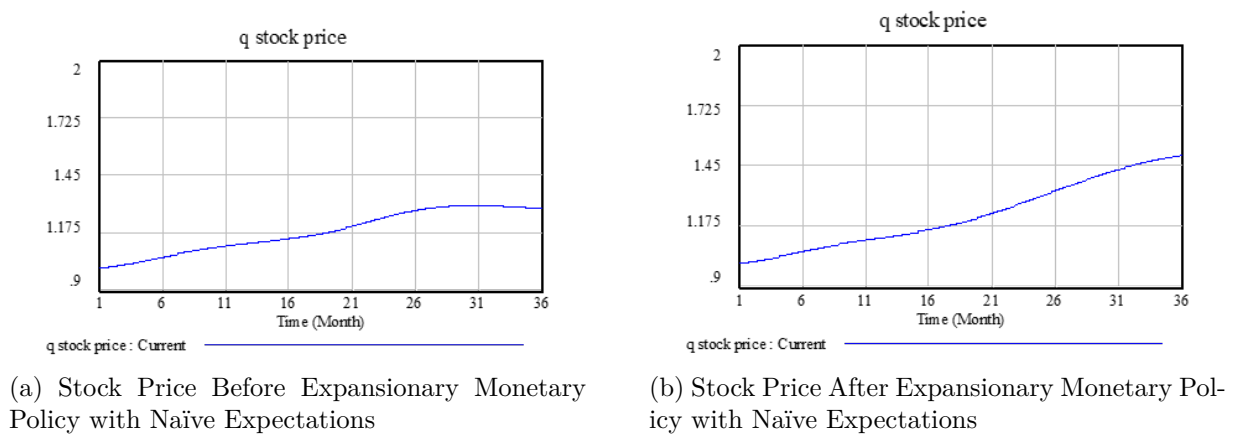 q stock price
2
1.725
1.45
1.175
.9
1 6 11 16 21 26 31 36
Time (Month)
q stock price : Current
(a) Stock Price Before Expansionary Monetary
Policy with Naïve Expectations
q stock price
2
1.725
1.45
1.175
.9
1 6 11 16 21 26 31 36
Time (Month)
q stock price : Current
(b) Stock Price After Expansionary Monetary Pol-
icy with Naïve Expectations